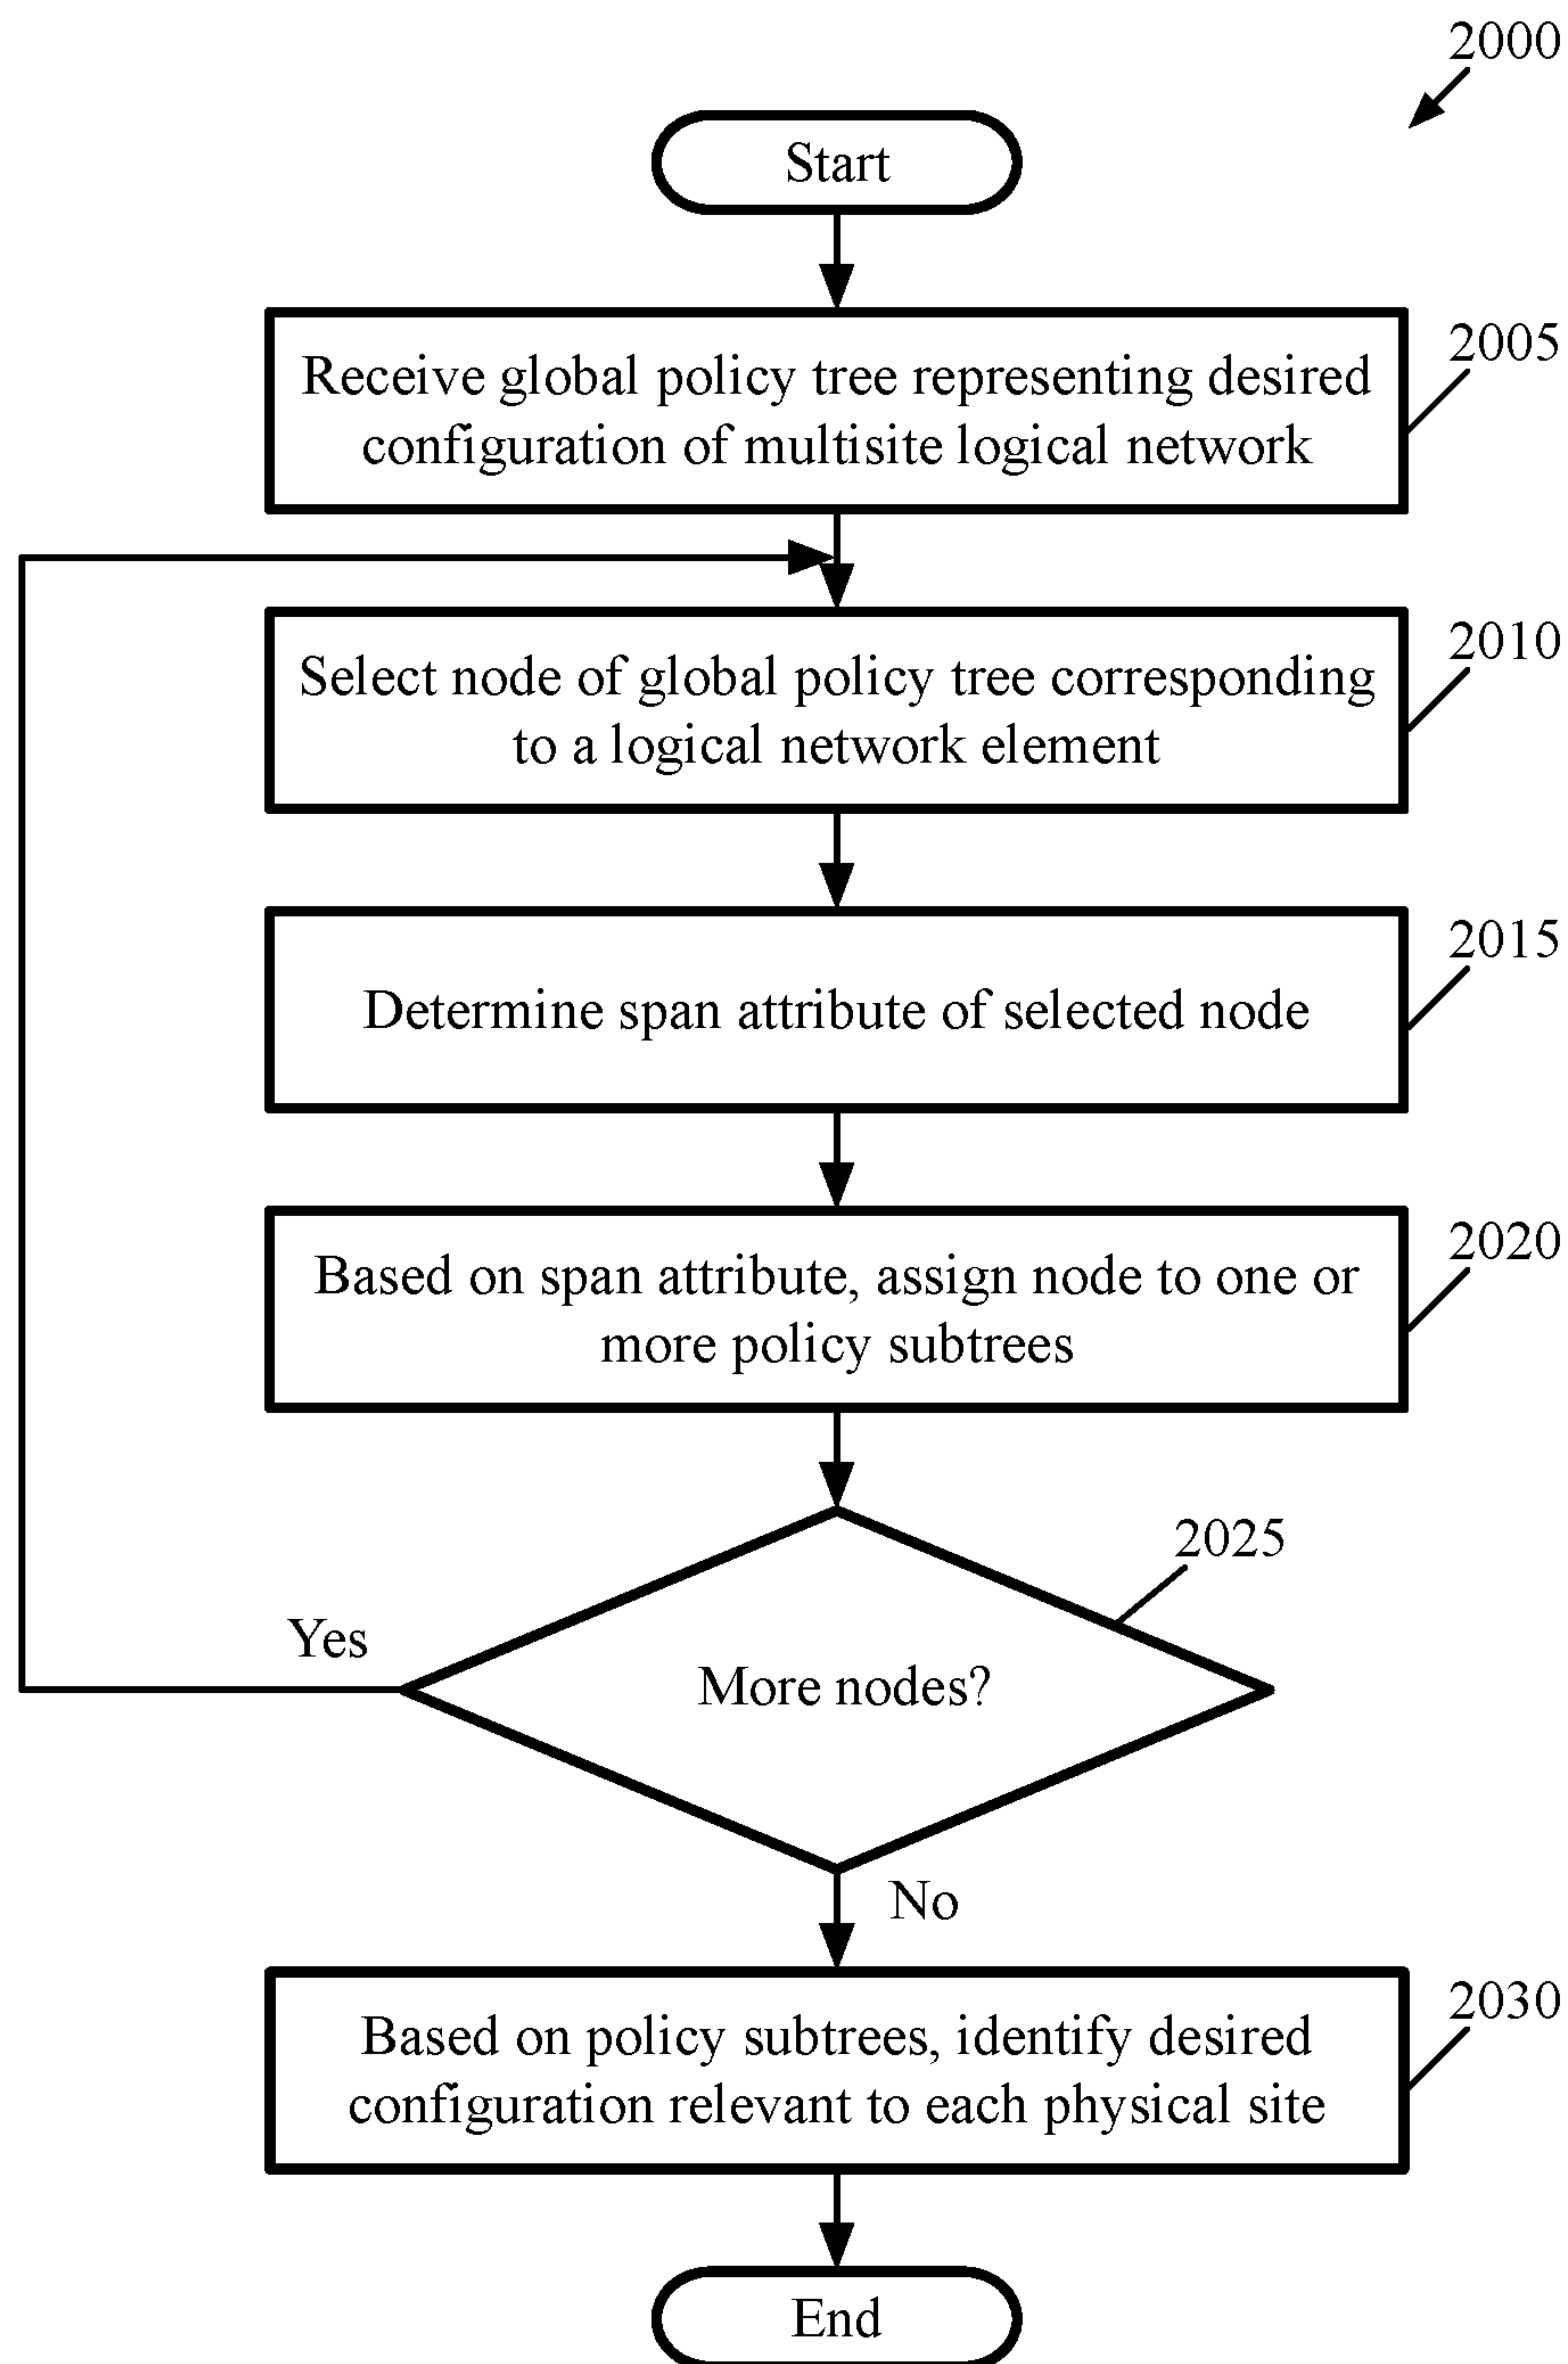 2000
Start
Receive global policy tree representing desired
configuration of multisite logical network
2005
Select node of global policy tree corresponding
to a logical network element
2010
Determine span attribute of selected node
2015
Based on span attribute, assign node to one or
more policy subtrees
2020
2025
Yes
More nodes?
No
Based on policy subtrees, identify desired
configuration relevant to each physical site
2030
End